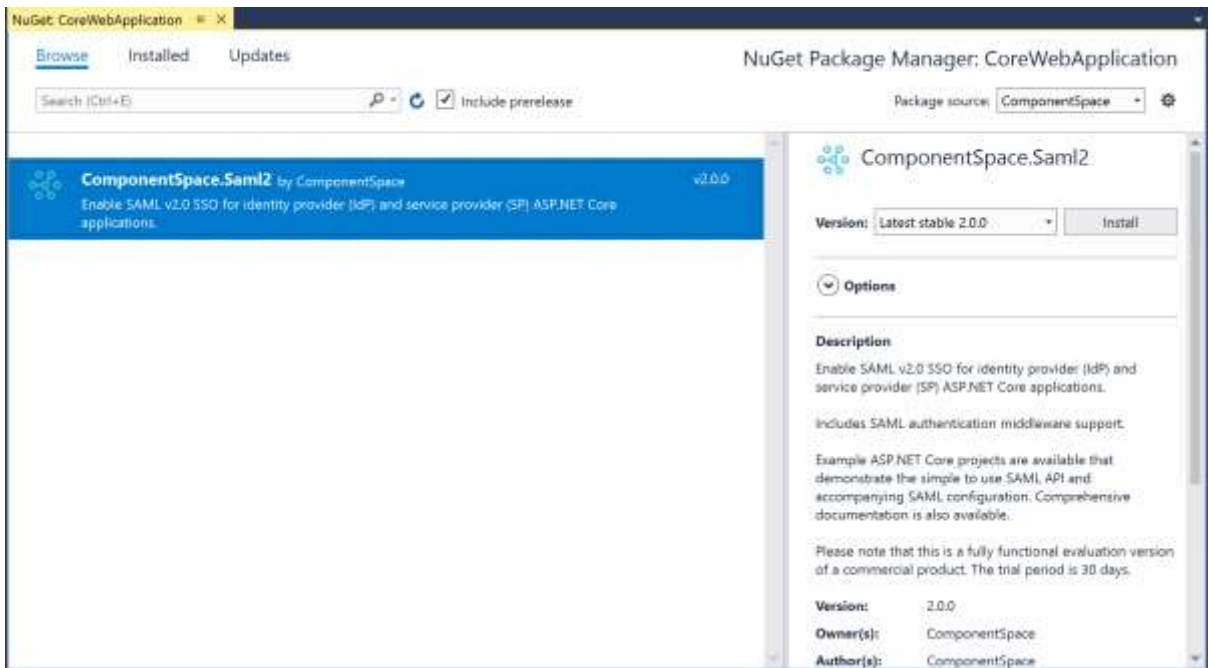 NuGet: CoreWebApplication
Browse Installed Updates
NuGet Package Manager: CoreWebApplication
Search (Ctrl+E)
Include prerelease
Package source: ComponentSpace
ComponentSpace.Saml2 by ComponentSpace v2.0.0
Enable SAML v2.0 SSO for identity provider (IdP) and service provider (SP) ASP.NET Core
applications.
ComponentSpace.Saml2
Version: Latest stable 2.0.0 Install
Options
Description
Enable SAML v2.0 SSO for identity provider (IdP) and
service provider (SP) ASP.NET Core applications.
Includes SAML authentication middleware support.
Example ASP.NET Core projects are available that
demonstrate the simple to use SAML API and
accompanying SAML configuration. Comprehensive
documentation is also available.
Please note that this is a fully functional evaluation version
of a commercial product. The trial period is 30 days.
Version: 2.0.0
Owner(s): ComponentSpace
Author(s): ComponentSpace